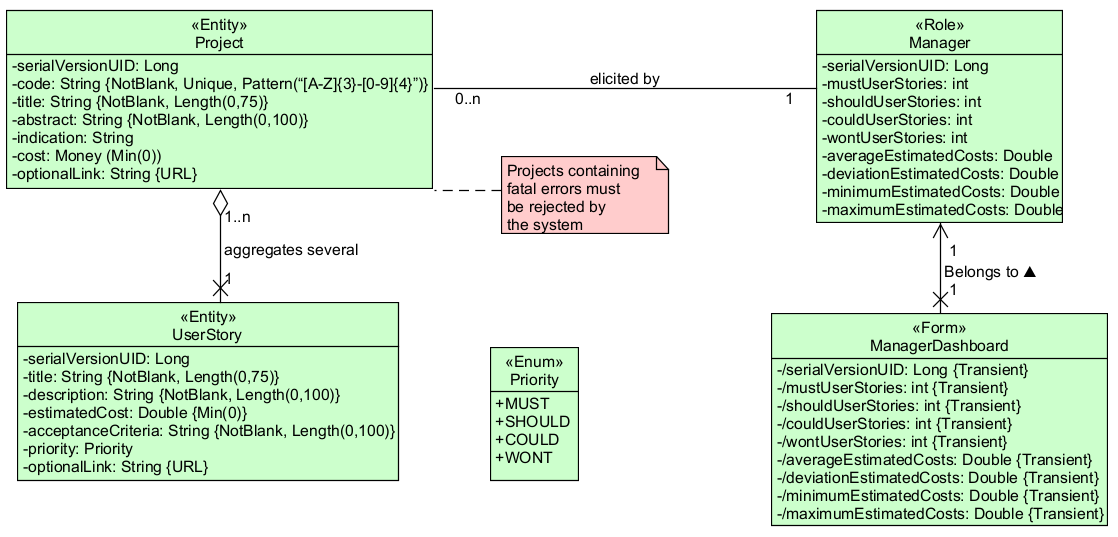 «Entity»
Project
-serialVersionUID: Long
-code: String {NotBlank, Unique, Pattern(“[A-Z]{3}-[0-9]{4}”)}
-title: String {NotBlank, Length(0,75)}
-abstract: String {NotBlank, Length(0,100)}
-indication: String
-cost: Money (Min(0))
-optionalLink: String {URL}
elicited by
0..n
1
«Role»
Manager
-serialVersionUID: Long
-mustUserStories: int
-shouldUserStories: int
-couldUserStories: int
-wontUserStories: int
-averageEstimatedCosts: Double
-deviationEstimatedCosts: Double
-minimumEstimatedCosts: Double
-maximumEstimatedCosts: Double
Projects containing
fatal errors must
be rejected by
the system
1..n
aggregates several
1
1
Belongs to ▲
1
«Entity»
UserStory
-serialVersionUID: Long
-title: String {NotBlank, Length(0,75)}
-description: String {NotBlank, Length(0,100)}
-estimatedCost: Double {Min(0)}
-acceptanceCriteria: String {NotBlank, Length(0,100)}
-priority: Priority
-optionalLink: String {URL}
«Enum»
Priority
+MUST
+SHOULD
+COULD
+WONT
«Form»
ManagerDashboard
-/serialVersionUID: Long {Transient}
-/mustUserStories: int {Transient}
-/shouldUserStories: int {Transient}
-/couldUserStories: int {Transient}
-/wontUserStories: int {Transient}
-/averageEstimatedCosts: Double {Transient}
-/deviationEstimatedCosts: Double {Transient}
-/minimumEstimatedCosts: Double {Transient}
-/maximumEstimatedCosts: Double {Transient}